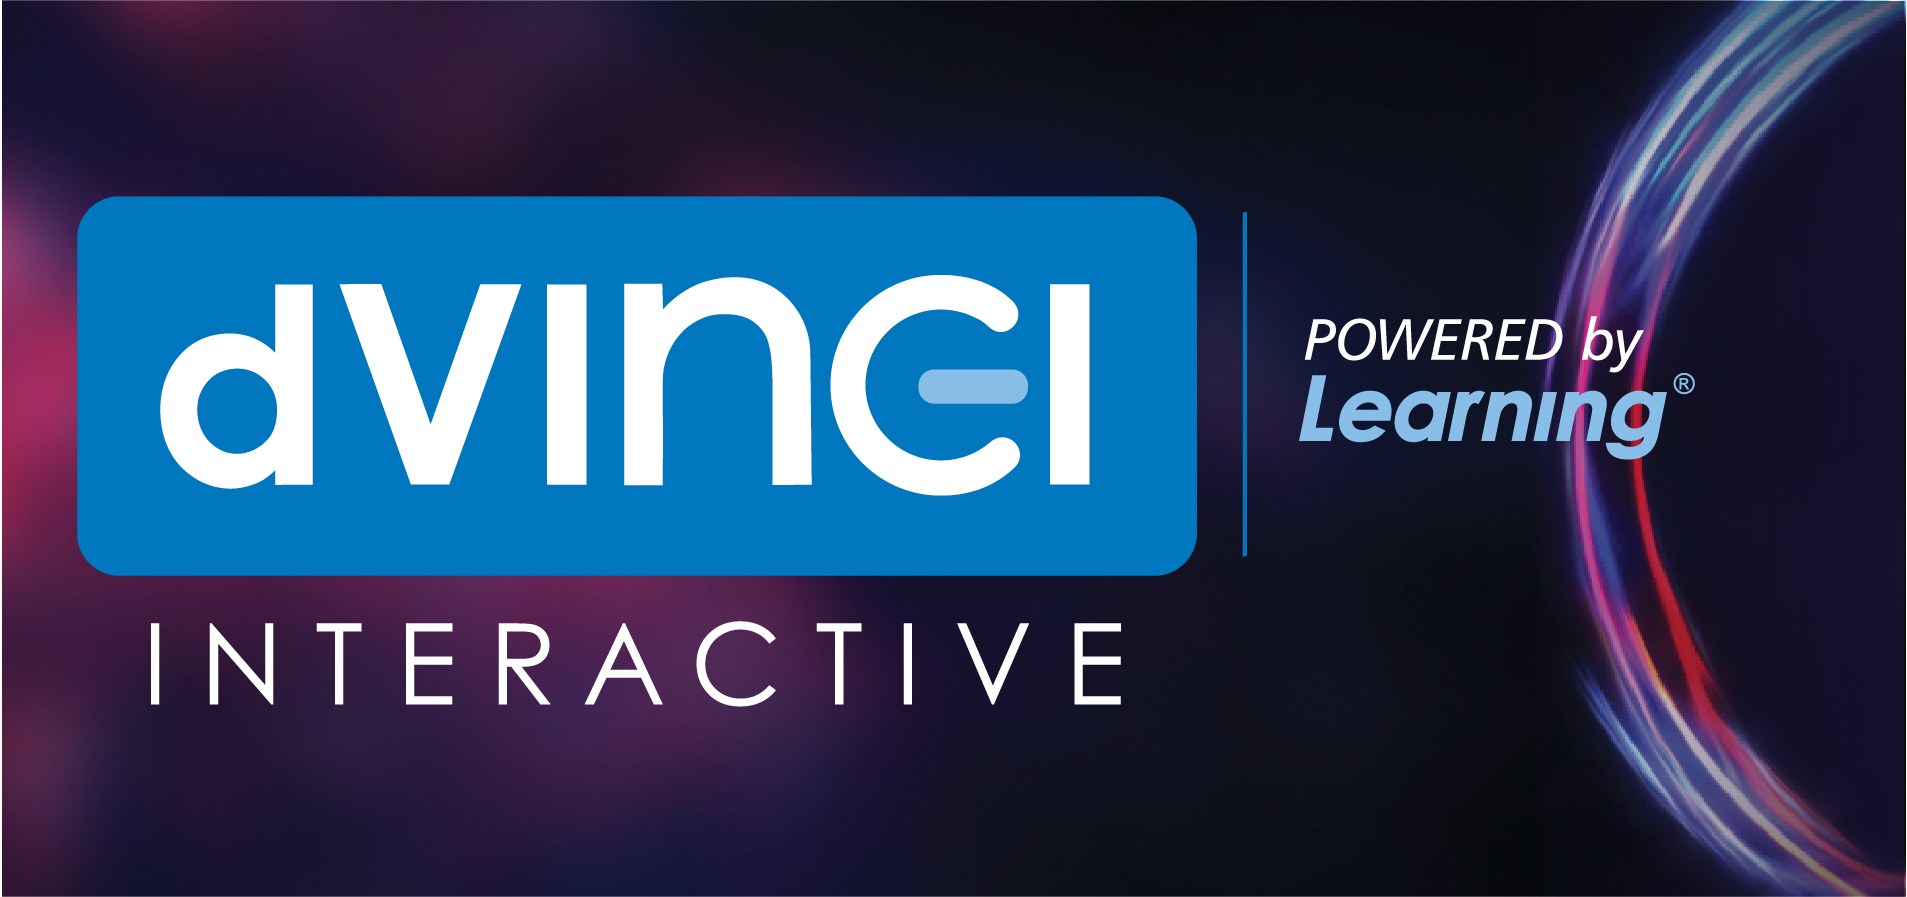 dVINCI
INTERACTIVE
POWERED by
Learning®